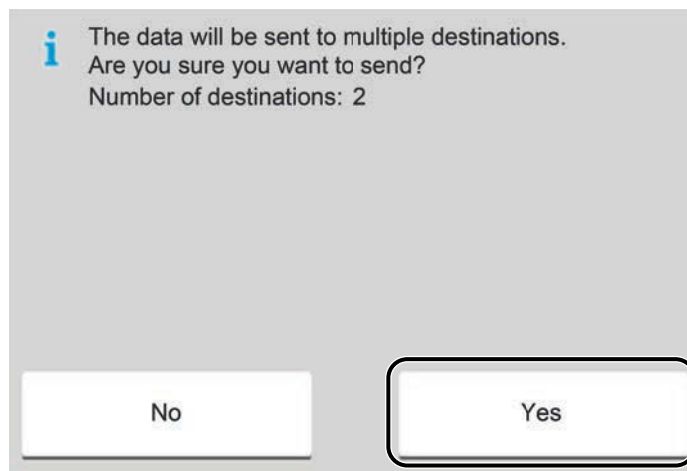 The data will be sent to multiple destinations.
Are you sure you want to send?
Number of destinations: 2
No
Yes